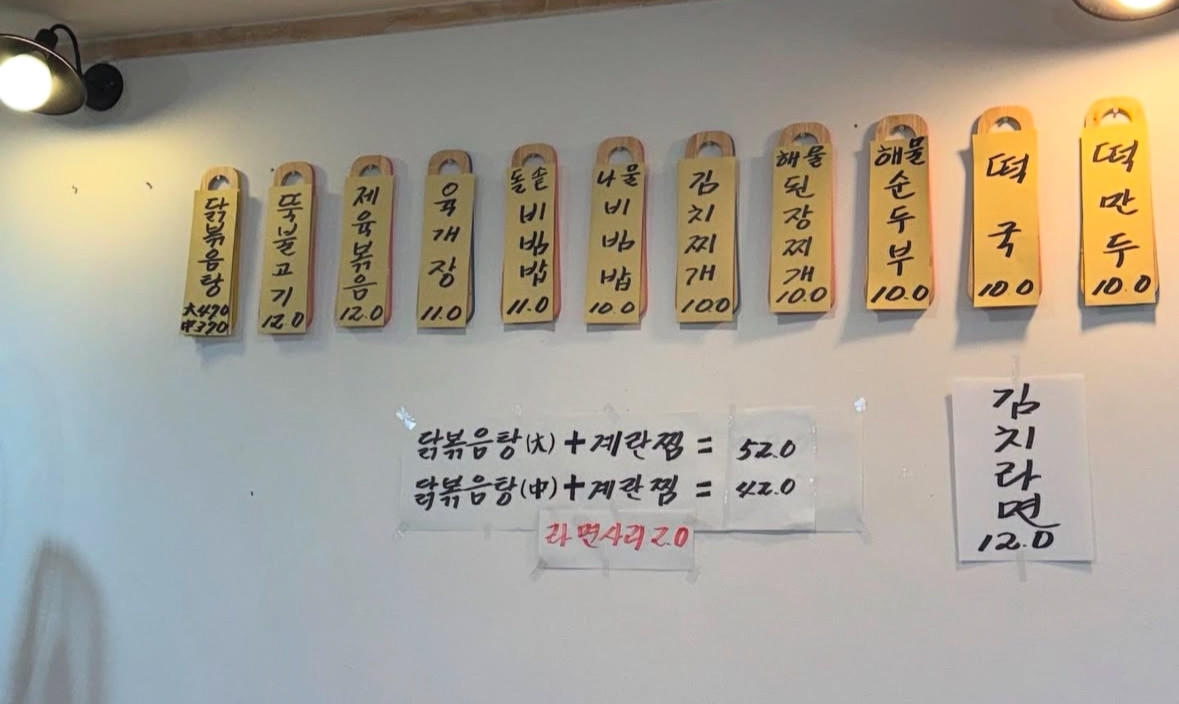 닭볶음탕
大47.0
中37.0
뚝불고기
12.0
제육볶음
12.0
육개장
11.0
돌솥
비빔밥
11.0
나물
비빔밥
10.0
김치찌개
10.0
해물
된장찌개
10.0
해물
순두부
10.0
떡국
10.0
떡만두
10.0
닭볶음탕(大)+계란찜= 52.0
닭볶음탕(中)+계란찜= 42.0
라면사리 2.0
김치라면
12.0